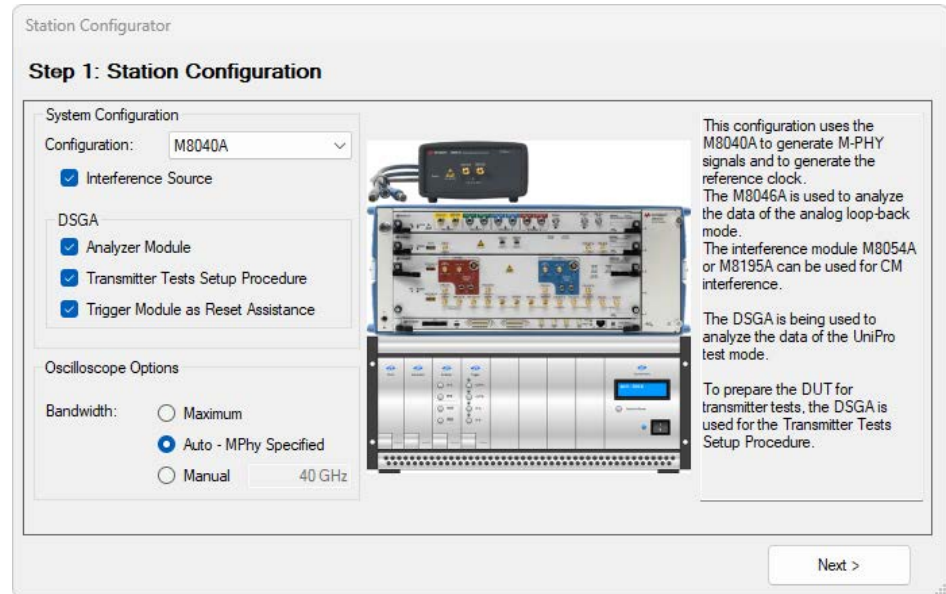 Station Configurator
Step 1: Station Configuration
System Configuration
Configuration: M8040A
Interference Source
DSGA
Analyzer Module
Transmitter Tests Setup Procedure
Trigger Module as Reset Assistance
Oscilloscope Options
Bandwidth:
Maximum
Auto - MPhy Specified
Manual 40 GHz
This configuration uses the
M8040A to generate M-PHY
signals and to generate the
reference clock.
The M8046A is used to analyze
the data of the analog loop-back
mode.
The interference module M8054A
or M8195A can be used for CM
interference.
The DSGA is being used to
analyze the data of the UniPro
test mode.
To prepare the DUT for
transmitter tests, the DSGA is
used for the Transmitter Tests
Setup Procedure.
Next >